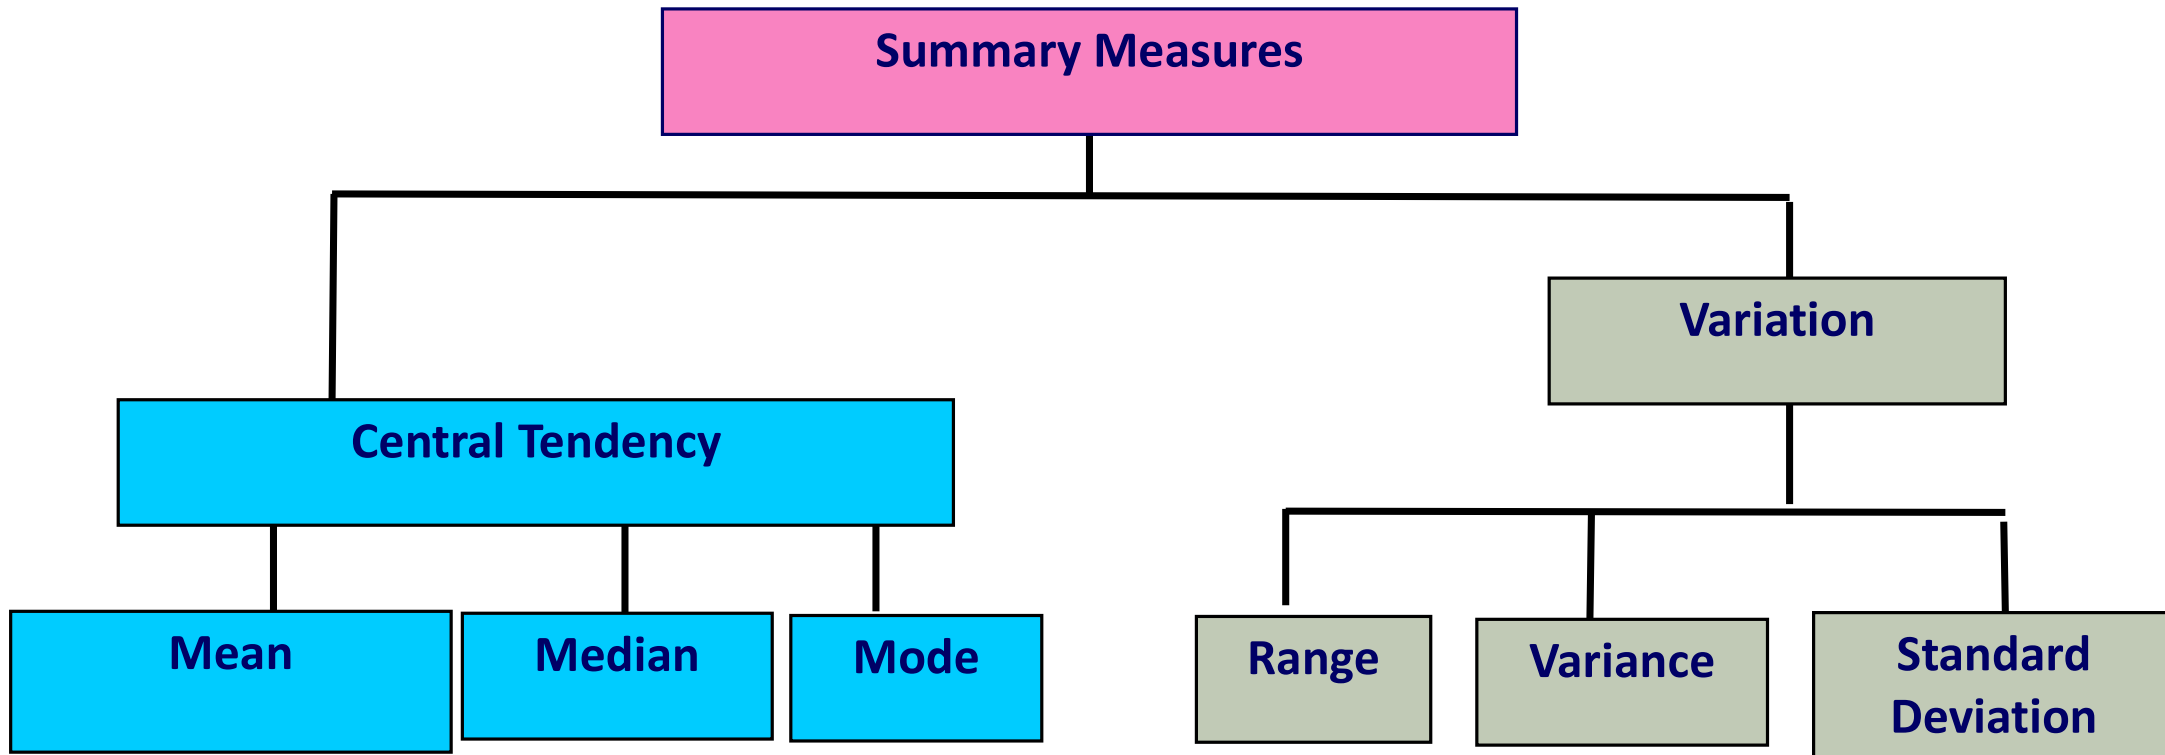 Summary Measures
Variation
Central Tendency
Mean
Median
Mode
Range
Variance
Standard
Deviation